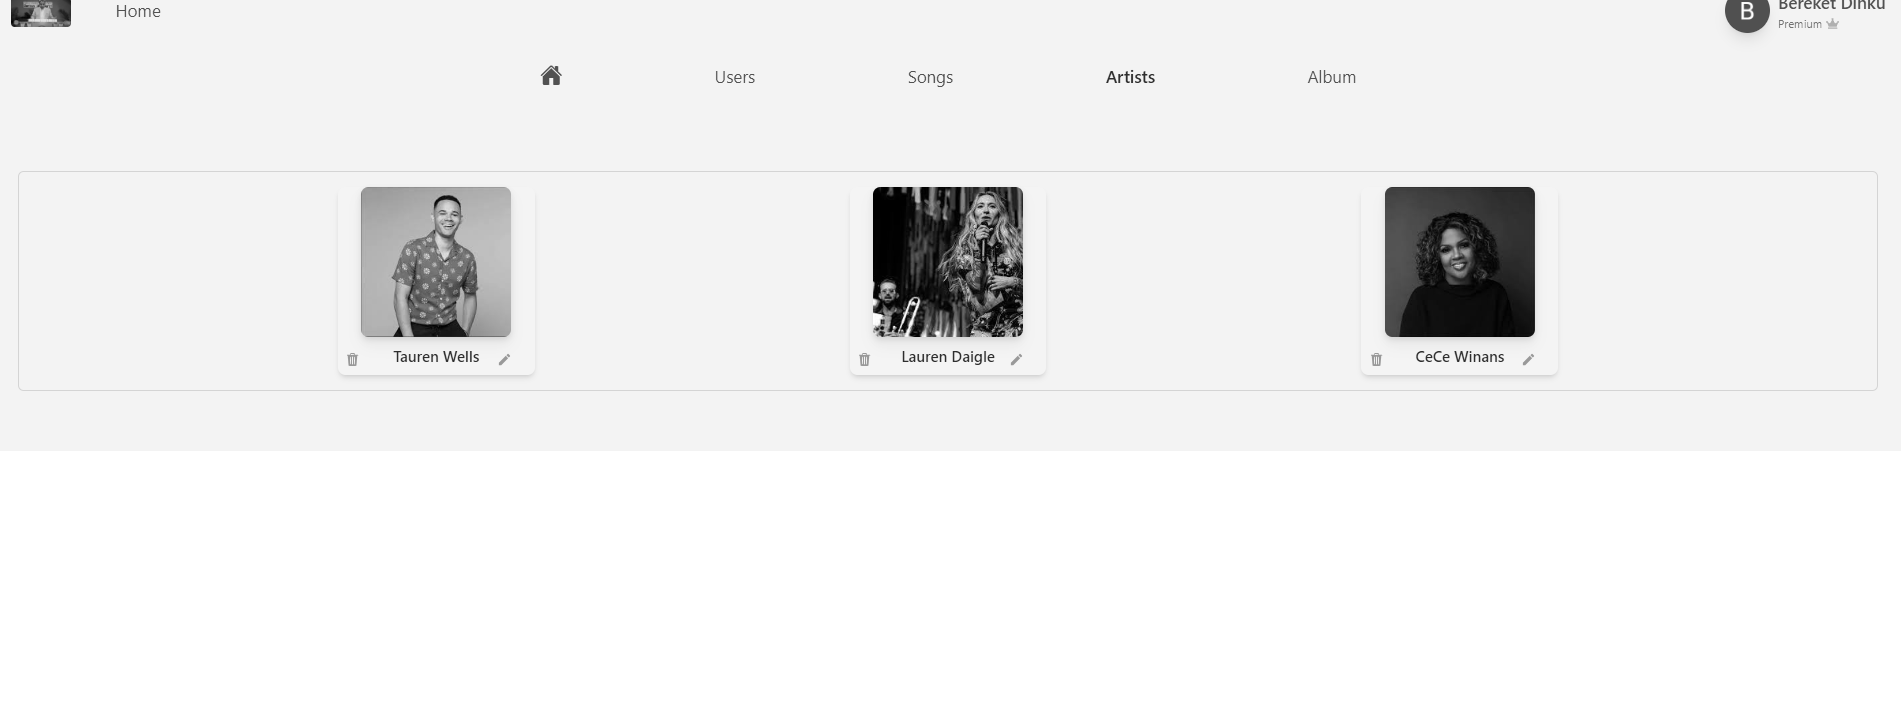 Home
B
Bereket Dinku
Premium
Users
Songs
Artists
Album
Tauren Wells
Lauren Daigle
CeCe Winans